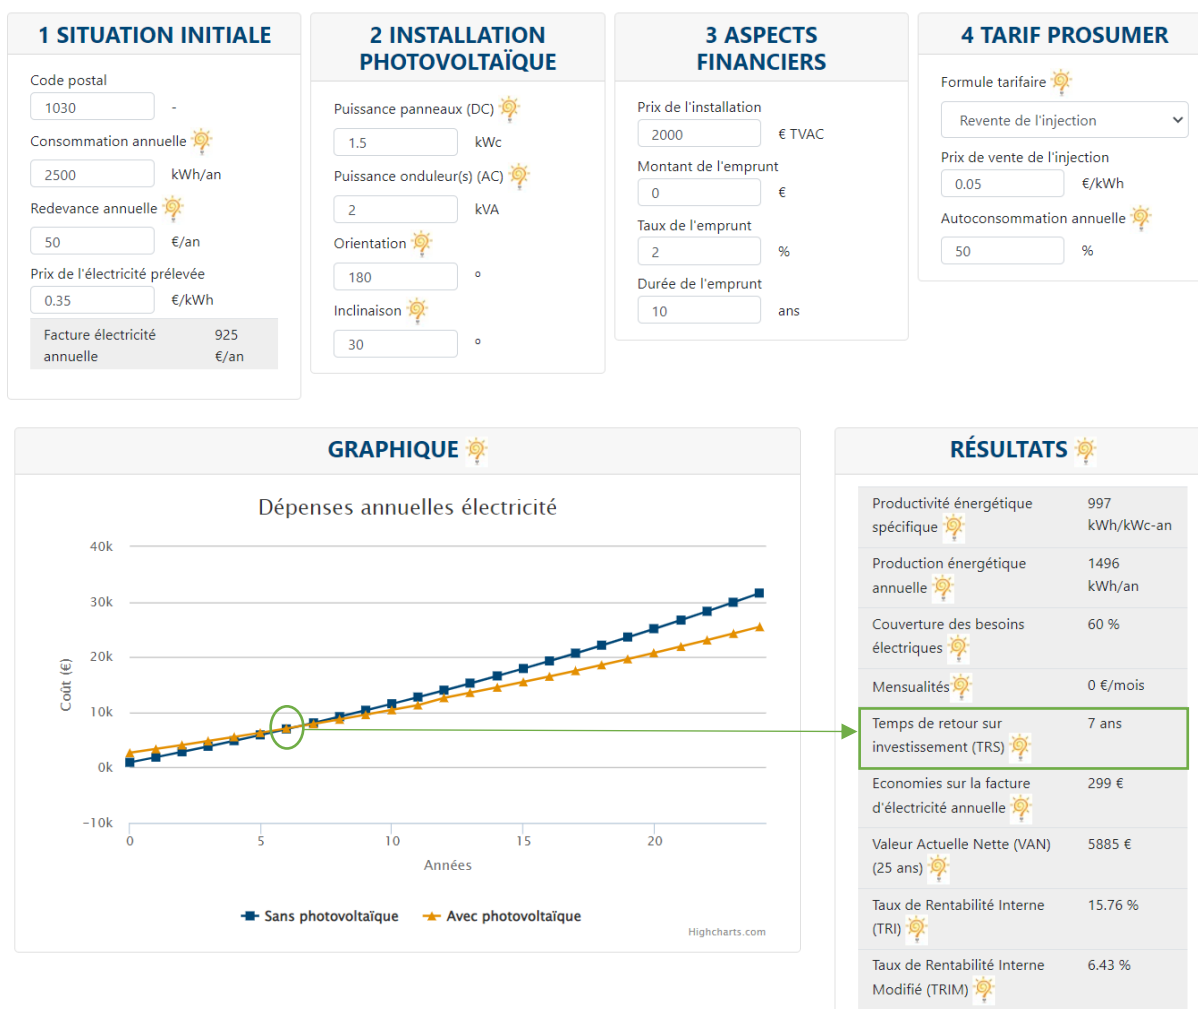 1 SITUATION INITIALE
Code postal
1030 -
Consommation annuelle
2500 kWh/an
Redevance annuelle
50 €/an
Prix de l'électricité prélevée
0.35 €/kWh
Facture électricité 925
annuelle €/an
2 INSTALLATION
PHOTOVOLTAÏQUE
Puissance panneaux (DC)
1.5 kWc
Puissance onduleur(s) (AC)
2 kVA
Orientation
180 °
Inclinaison
30 °
3 ASPECTS
FINANCIERS
Prix de l'installation
2000 € TVAC
Montant de l'emprunt
0 €
Taux de l'emprunt
2 %
Durée de l'emprunt
10 ans
4 TARIF PROSUMER
Formule tarifaire
Revente de l'injection
Prix de vente de l'injection
0.05 €/kWh
Autoconsommation annuelle
50 %
GRAPHIQUE
Dépenses annuelles électricité
40k
30k
20k
10k
0k
-10k
Coût (€)
0 5 10 15 20
Années
Sans photovoltaïque Avec photovoltaïque
Highcharts.com
RÉSULTATS
Productivité énergétique 997
spécifique kWh/kWc-an
Production énergétique 1496
annuelle kWh/an
Couverture des besoins 60 %
électriques
Mensualités 0 €/mois
Temps de retour sur 7 ans
investissement (TRS)
Economies sur la facture 299 €
d'électricité annuelle
Valeur Actuelle Nette (VAN) 5885 €
(25 ans)
Taux de Rentabilité Interne 15.76 %
(TRI)
Taux de Rentabilité Interne 6.43 %
Modifié (TRIM)